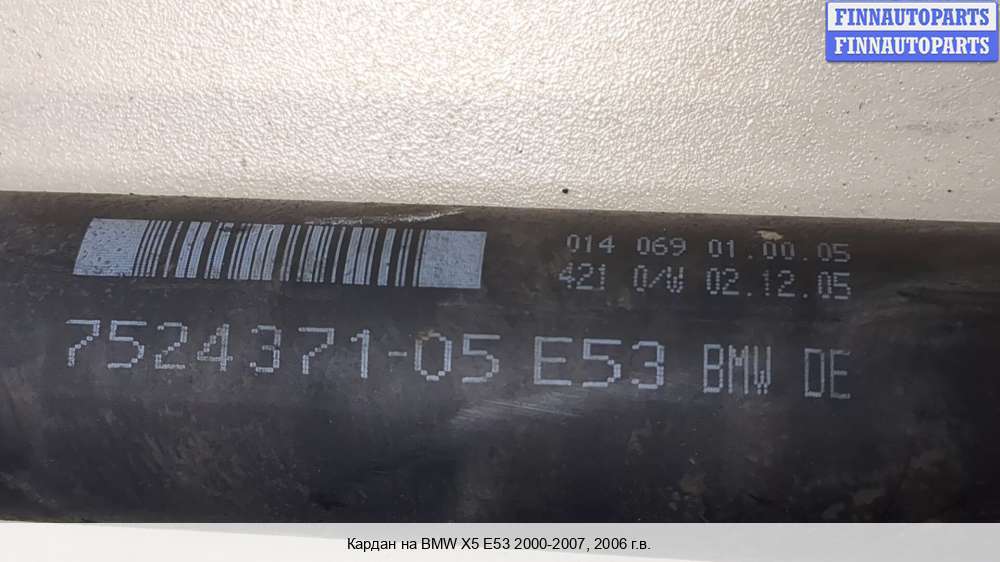 FINNAUTOPARTS
FINNAUTOPARTS
014 069 01.00.05
421 0/W 02.12.05
7524371-05 E53 BMW DE
Кардан на BMW X5 E53 2000-2007, 2006 г.в.